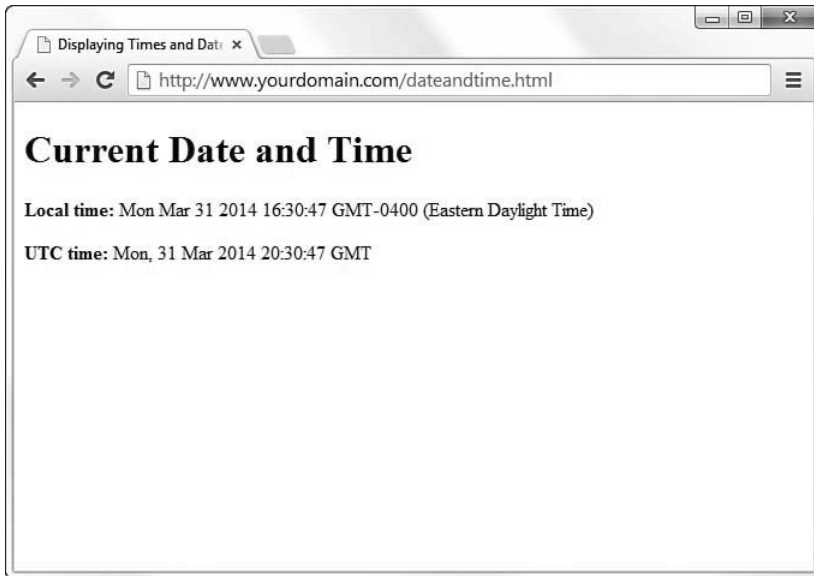 Displaying Times and Dat
http://www.yourdomain.com/dateandtime.html
Current Date and Time
Local time: Mon Mar 31 2014 16:30:47 GMT-0400 (Eastern Daylight Time)
UTC time: Mon, 31 Mar 2014 20:30:47 GMT